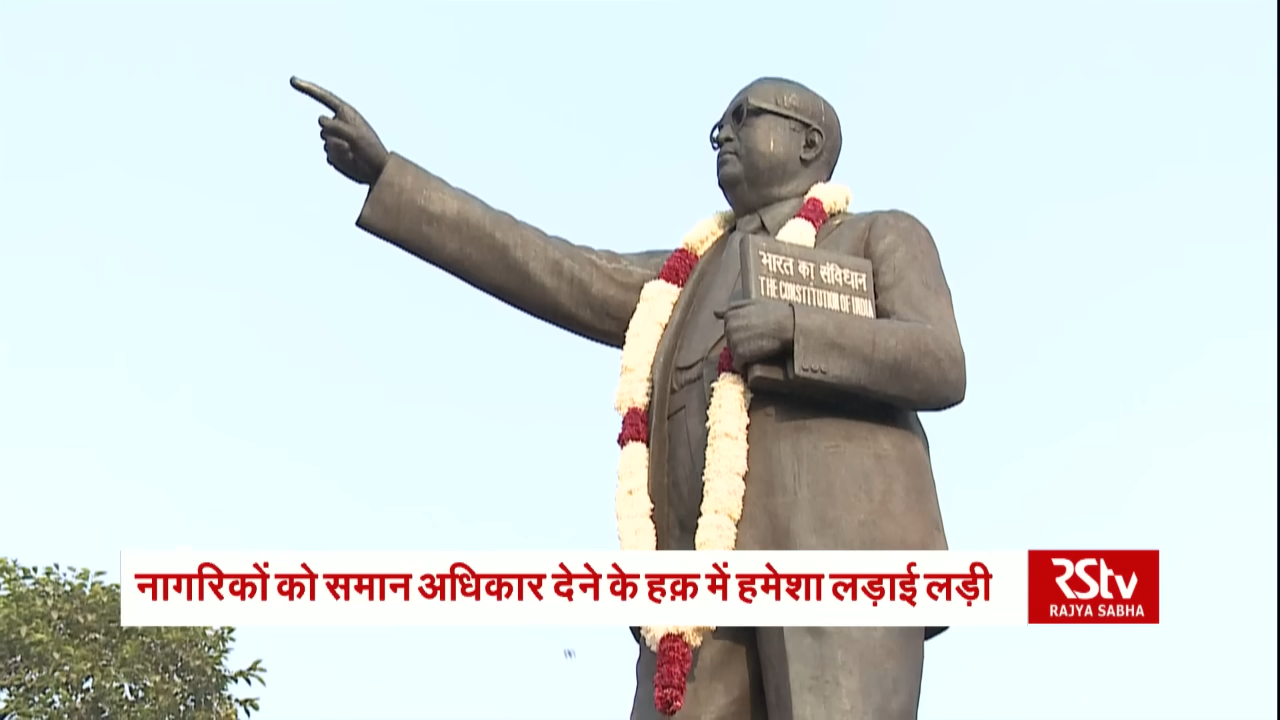 भारत का संविधान
THE CONSTITUTION OF INDIA
नागरिकों को समान अधिकार देने के हक़ में हमेशा लड़ाई लड़ी
RStv
RAJYA SABHA